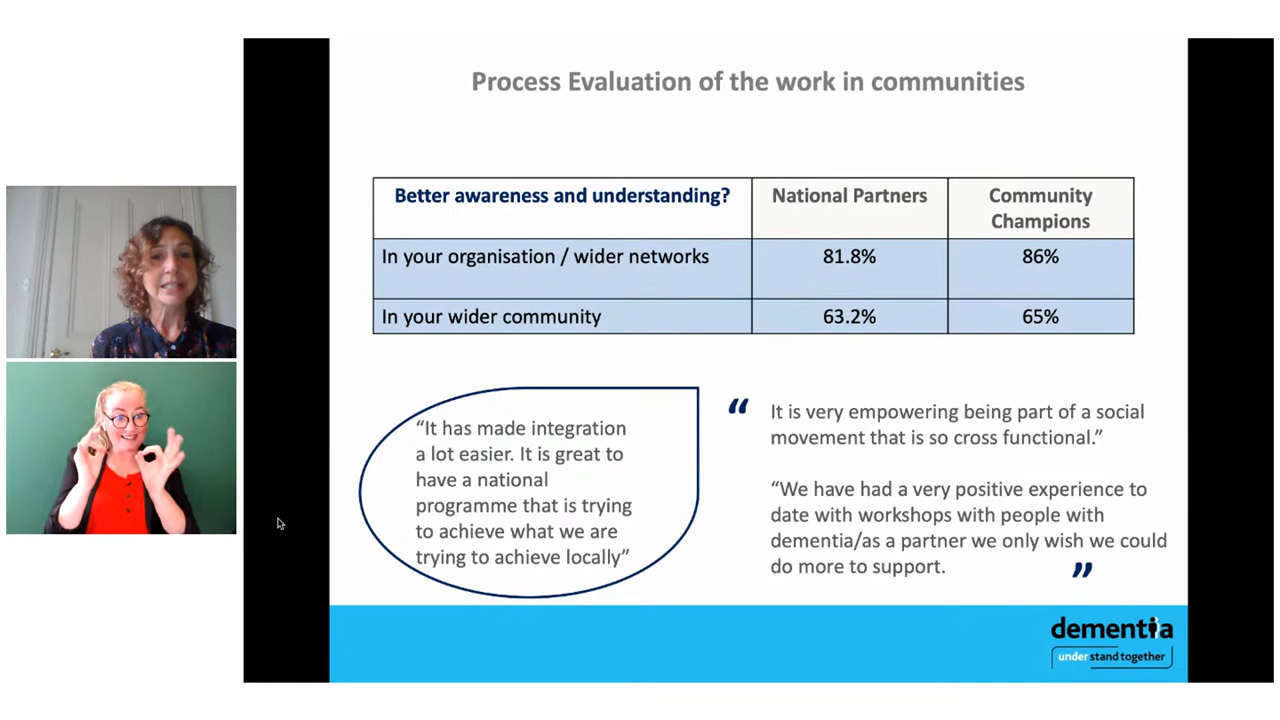 Process Evaluation of the work in communities
Better awareness and understanding?
National Partners
Community
Champions
In your organisation / wider networks
81.8%
86%
In your wider community
63.2%
65%
“It has made integration
a lot easier. It is great to
have a national
programme that is trying
to achieve what we are
trying to achieve locally”
“ It is very empowering being part of a social
movement that is so cross functional.”
“We have had a very positive experience to
date with workshops with people with
dementia/as a partner we only wish we could
do more to support. ”
dementia
understand together